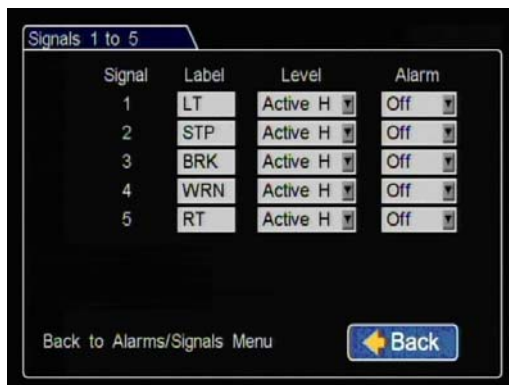 Signals 1 to 5
Signal Label Level Alarm
1 LT Active H Off
2 STP Active H Off
3 BRK Active H Off
4 WRN Active H Off
5 RT Active H Off
Back to Alarms/Signals Menu Back